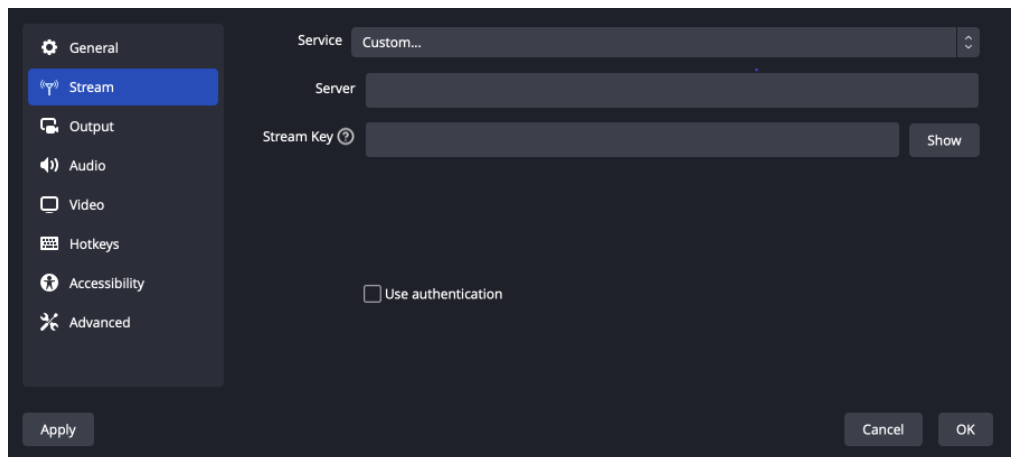 General
Stream
Output
Audio
Video
Hotkeys
Accessibility
Advanced
Service Custom...
Server
Stream Key ? Show
Use authentication
Apply Cancel OK